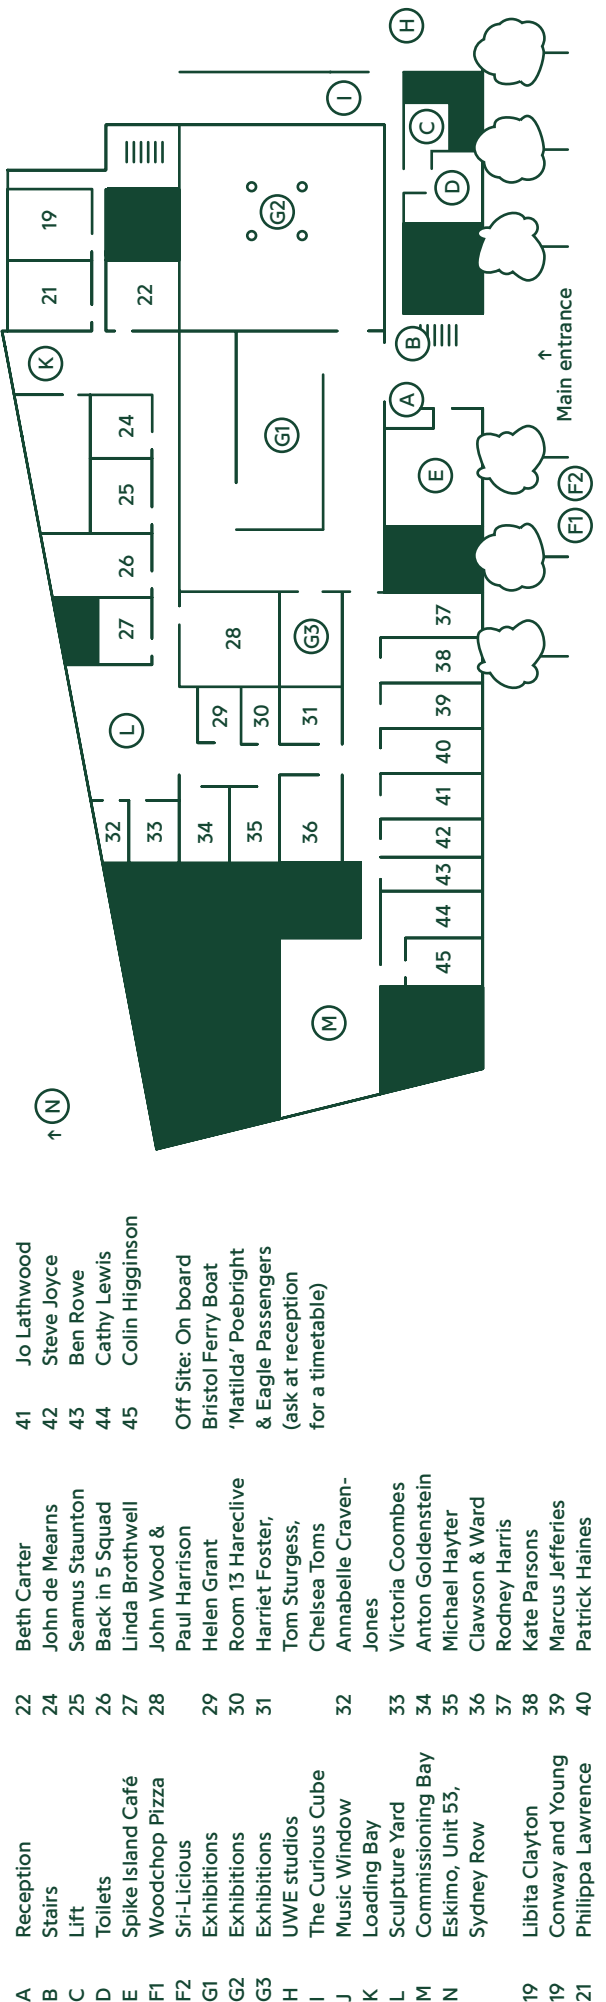 A Reception
B Stairs
C Lift
D Toilets
E Spike Island Café
F1 Woodchop Pizza
F2 Sri-Licious
G1 Exhibitions
G2 Exhibitions
G3 Exhibitions
H UWE studios
I The Curious Cube
J Music Window
K Loading Bay
L Sculpture Yard
M Commissioning Bay
N Eskimo, Unit 53,
Sydney Row
19 Libita Clayton
19 Conway and Young
21 Philippa Lawrence
22 Beth Carter
24 John de Mearns
25 Seamus Staunton
26 Back in 5 Squad
27 Linda Brothwell
28 John Wood &
Paul Harrison
29 Helen Grant
30 Room 13 Hareclive
31 Harriet Foster,
Tom Sturgess,
Chelsea Toms
32 Annabelle Craven-
Jones
33 Victoria Coombes
34 Anton Goldenstein
35 Michael Hayter
36 Clawson & Ward
37 Rodney Harris
38 Kate Parsons
39 Marcus Jefferies
40 Patrick Haines
41 Jo Lathwood
42 Steve Joyce
43 Ben Rowe
44 Cathy Lewis
45 Colin Higginson
Off Site: On board
Bristol Ferry Boat
‘Matilda’ Poebright
& Eagle Passengers
(ask at reception
for a timetable)
↑
N
32
33
34
35
36
M
45
44
43
42
41
40
39
38
37
L
29
30
31
27
28
G3
26
25
24
G1
E
A
F1
F2
K
B
↑
Main entrance
21
22
19
G2
D
C
I
H